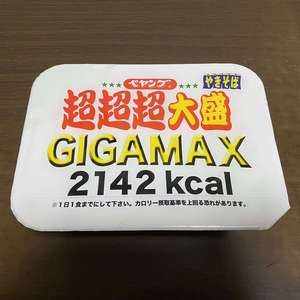 ペヤング
やきそば
超超超大盛
GIGAMAX
2142 kcal
※1日1食までにして下さい。カロリー摂取基準を上回る恐れがあります。